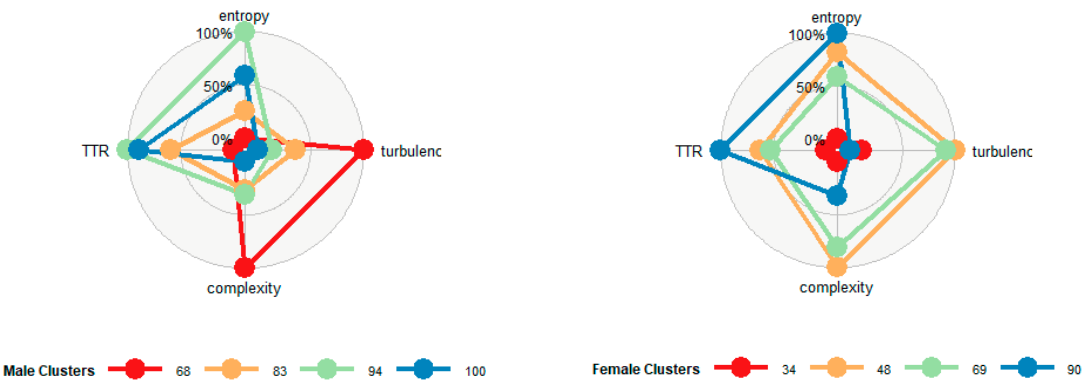 entropy
100%
50%
0%
TTR
turbulenc
complexity
Male Clusters 68 83 94 100
entropy
100%
50%
0%
TTR
turbulenc
complexity
Female Clusters 34 48 69 90